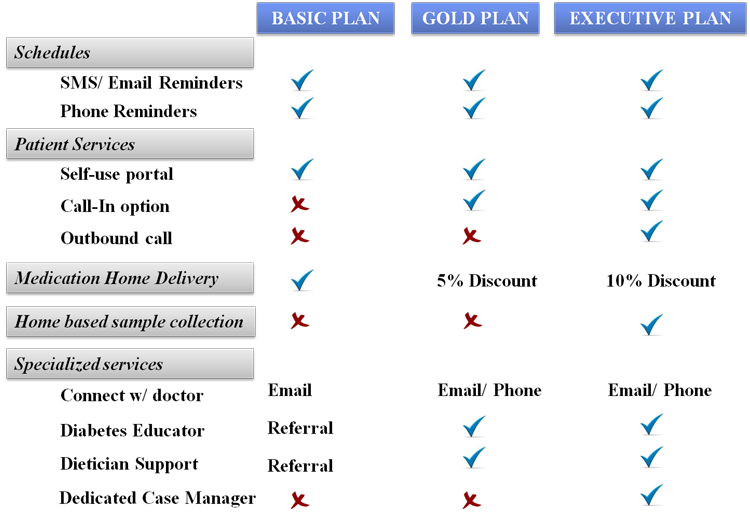 BASIC PLAN GOLD PLAN EXECUTIVE PLAN
Schedules
SMS/ Email Reminders
Phone Reminders
Patient Services
Self-use portal
Call-In option
Outbound call
Medication Home Delivery 5% Discount 10% Discount
Home based sample collection
Specialized services
Connect w/ doctor Email Email/ Phone Email/ Phone
Diabetes Educator Referral
Dietician Support Referral
Dedicated Case Manager